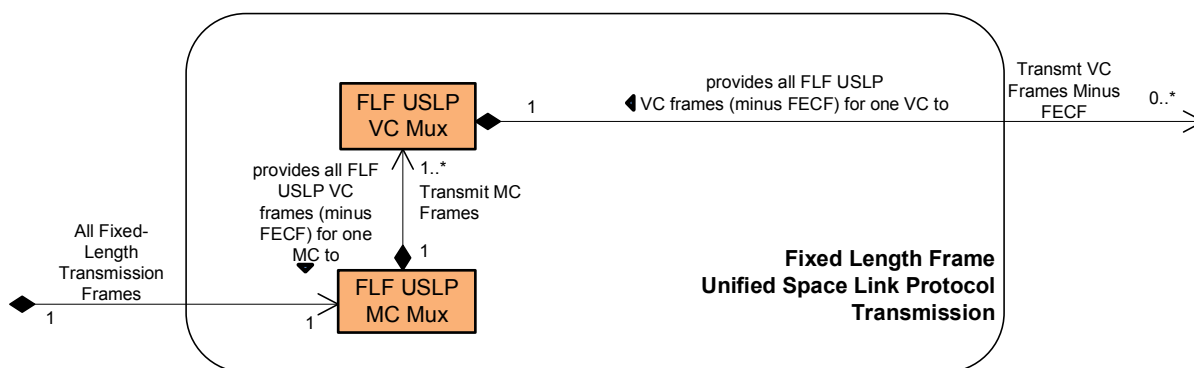 FLF USLP
VC Mux
1
provides all FLF USLP
VC frames (minus FECF) for one VC to
Transmt VC
Frames Minus
FECF
0..*
provides all FLF
USLP VC
frames (minus
FECF) for one
MC to
1..*
Transmit MC
Frames
1
All Fixed-
Length
Transmission
Frames
1
1
FLF USLP
MC Mux
Fixed Length Frame
Unified Space Link Protocol
Transmission